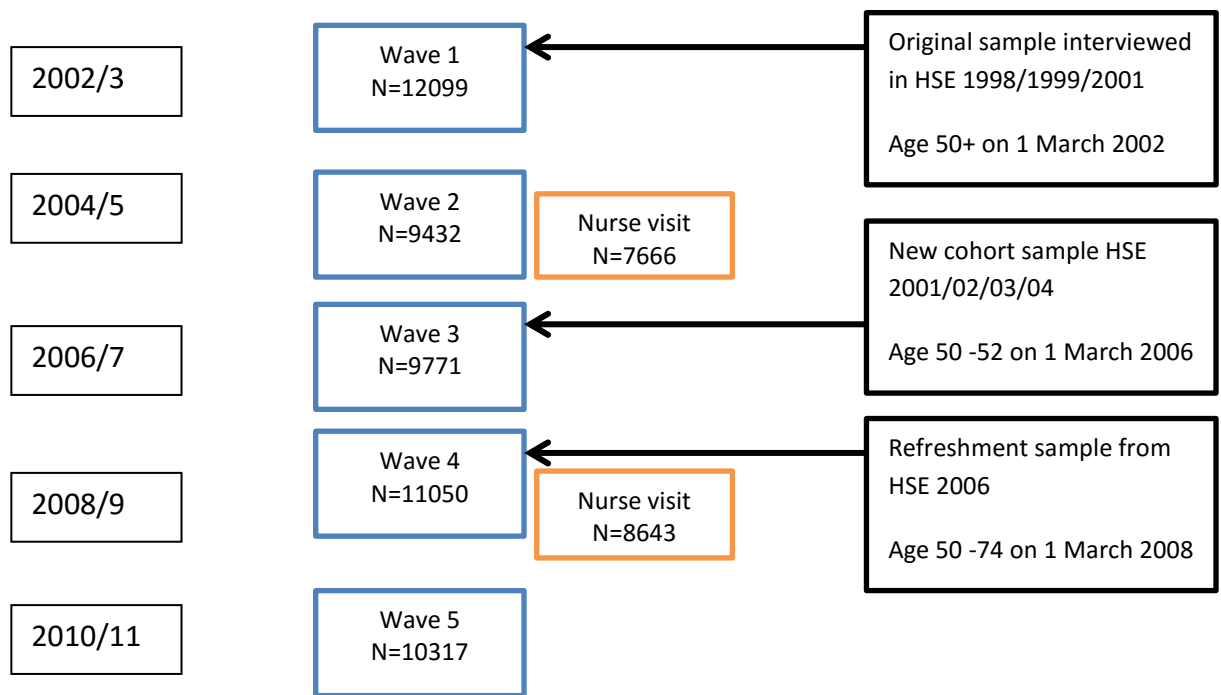 2002/3
Wave 1
N=12099
Original sample interviewed
in HSE 1998/1999/2001
Age 50+ on 1 March 2002
2004/5
Wave 2
N=9432
Nurse visit
N=7666
New cohort sample HSE
2001/02/03/04
Age 50 -52 on 1 March 2006
2006/7
Wave 3
N=9771
2008/9
Wave 4
N=11050
Nurse visit
N=8643
Refreshment sample from
HSE 2006
Age 50 -74 on 1 March 2008
2010/11
Wave 5
N=10317